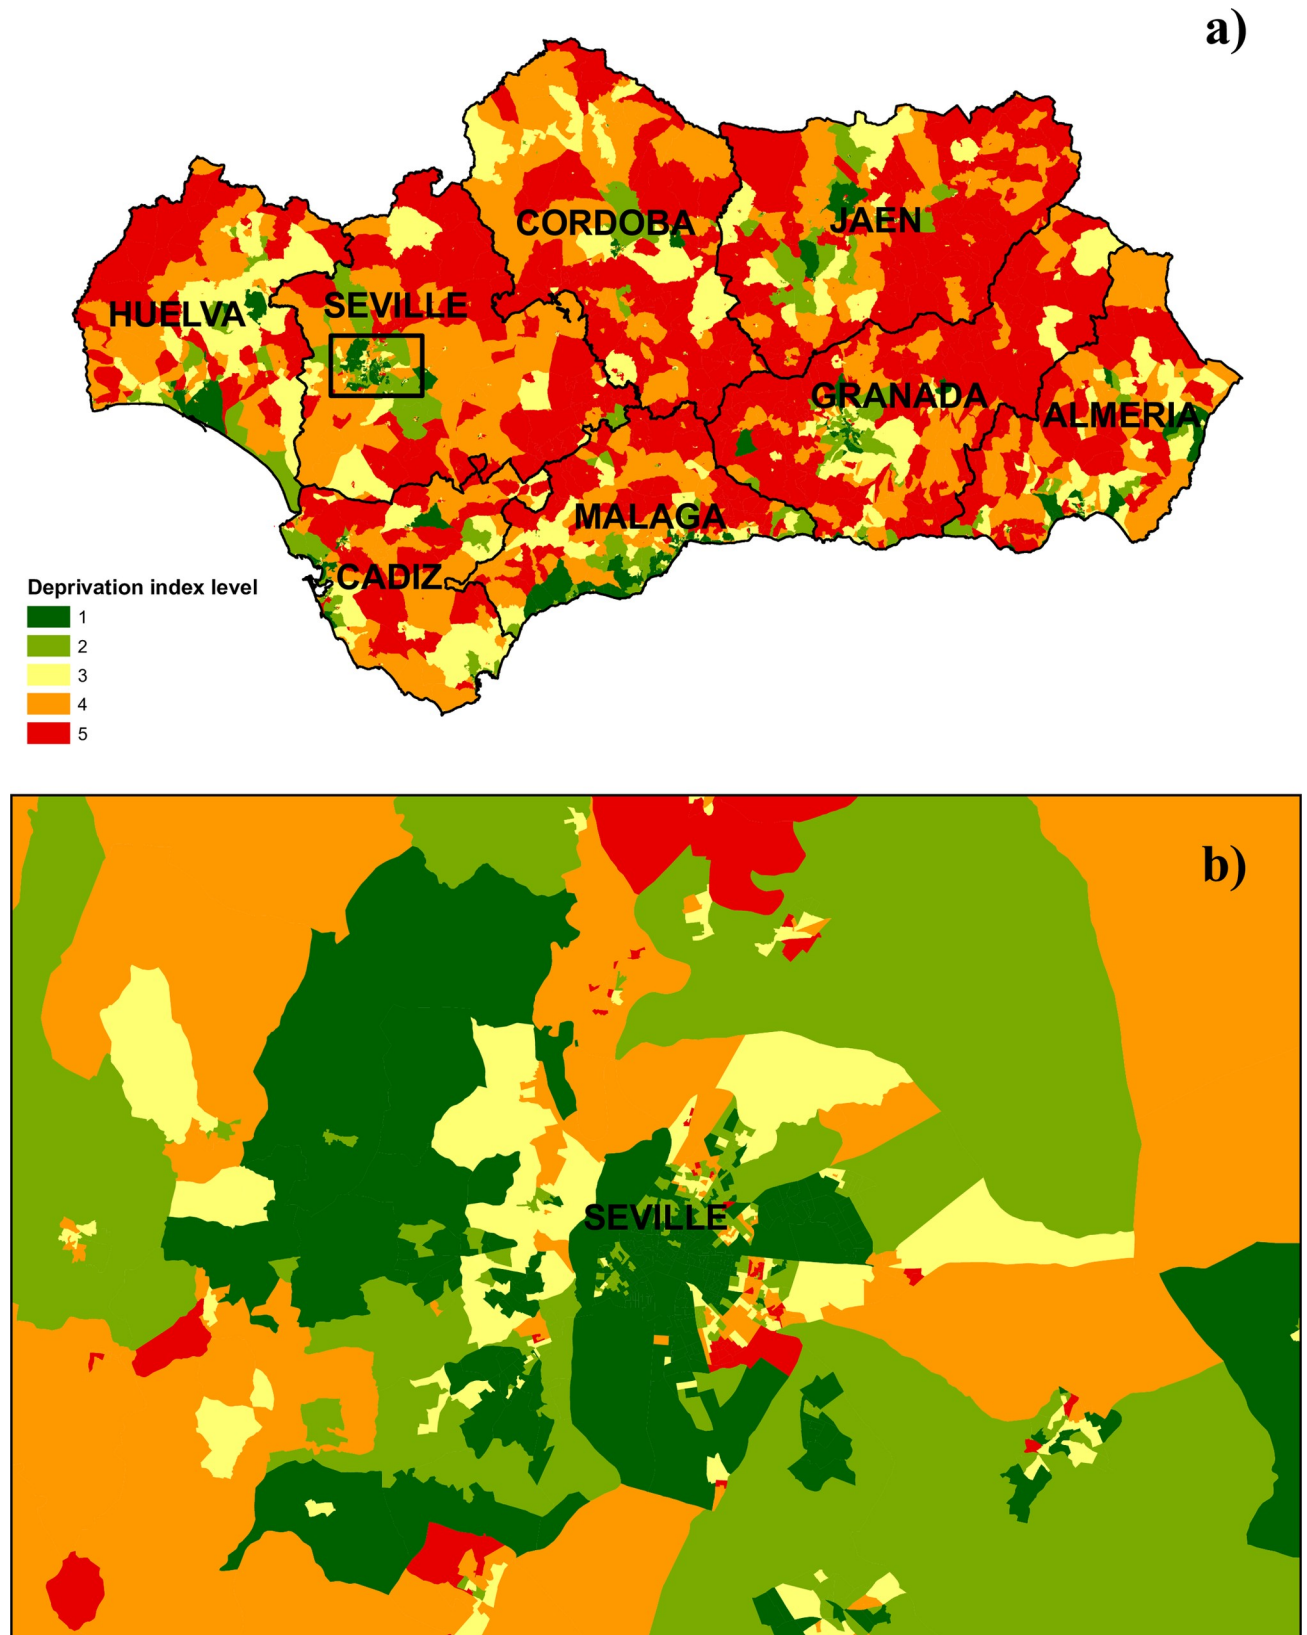 a)
CORDOBA
JAEN
SEVILLE
HUELVA
GRANADA
ALMERIA
MALAGA
CADIZ
Deprivation index level
1
2
3
4
5
b)
SEVILLE